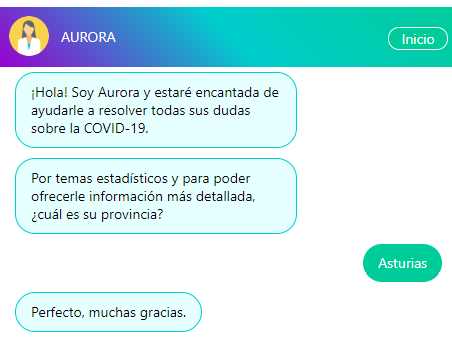 AURORA
Inicio
¡Hola! Soy Aurora y estaré encantada de
ayudarle a resolver todas sus dudas
sobre la COVID-19.
Por temas estadísticos y para poder
ofrecerle información más detallada,
¿cuál es su provincia?
Asturias
Perfecto, muchas gracias.